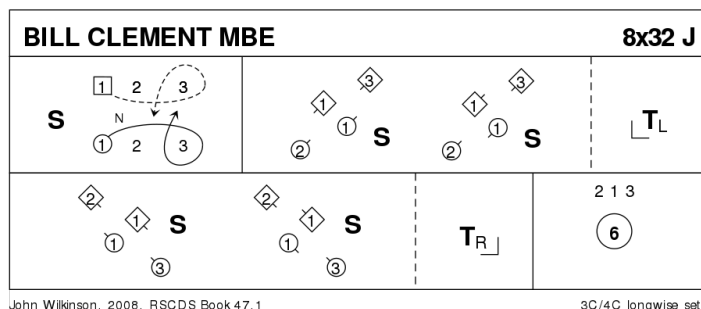 BILL CLEMENT MBE 8x32 J
1 2 3
S N
1 2 3
3 3
1 1
1 S 1 S
2 2
T L
2 2
1 S 1 S
1 1
3 3
T R
2 1 3
6
John Wilkinson, 2008, RSCDS Book 47.1 3C/4C longwise set